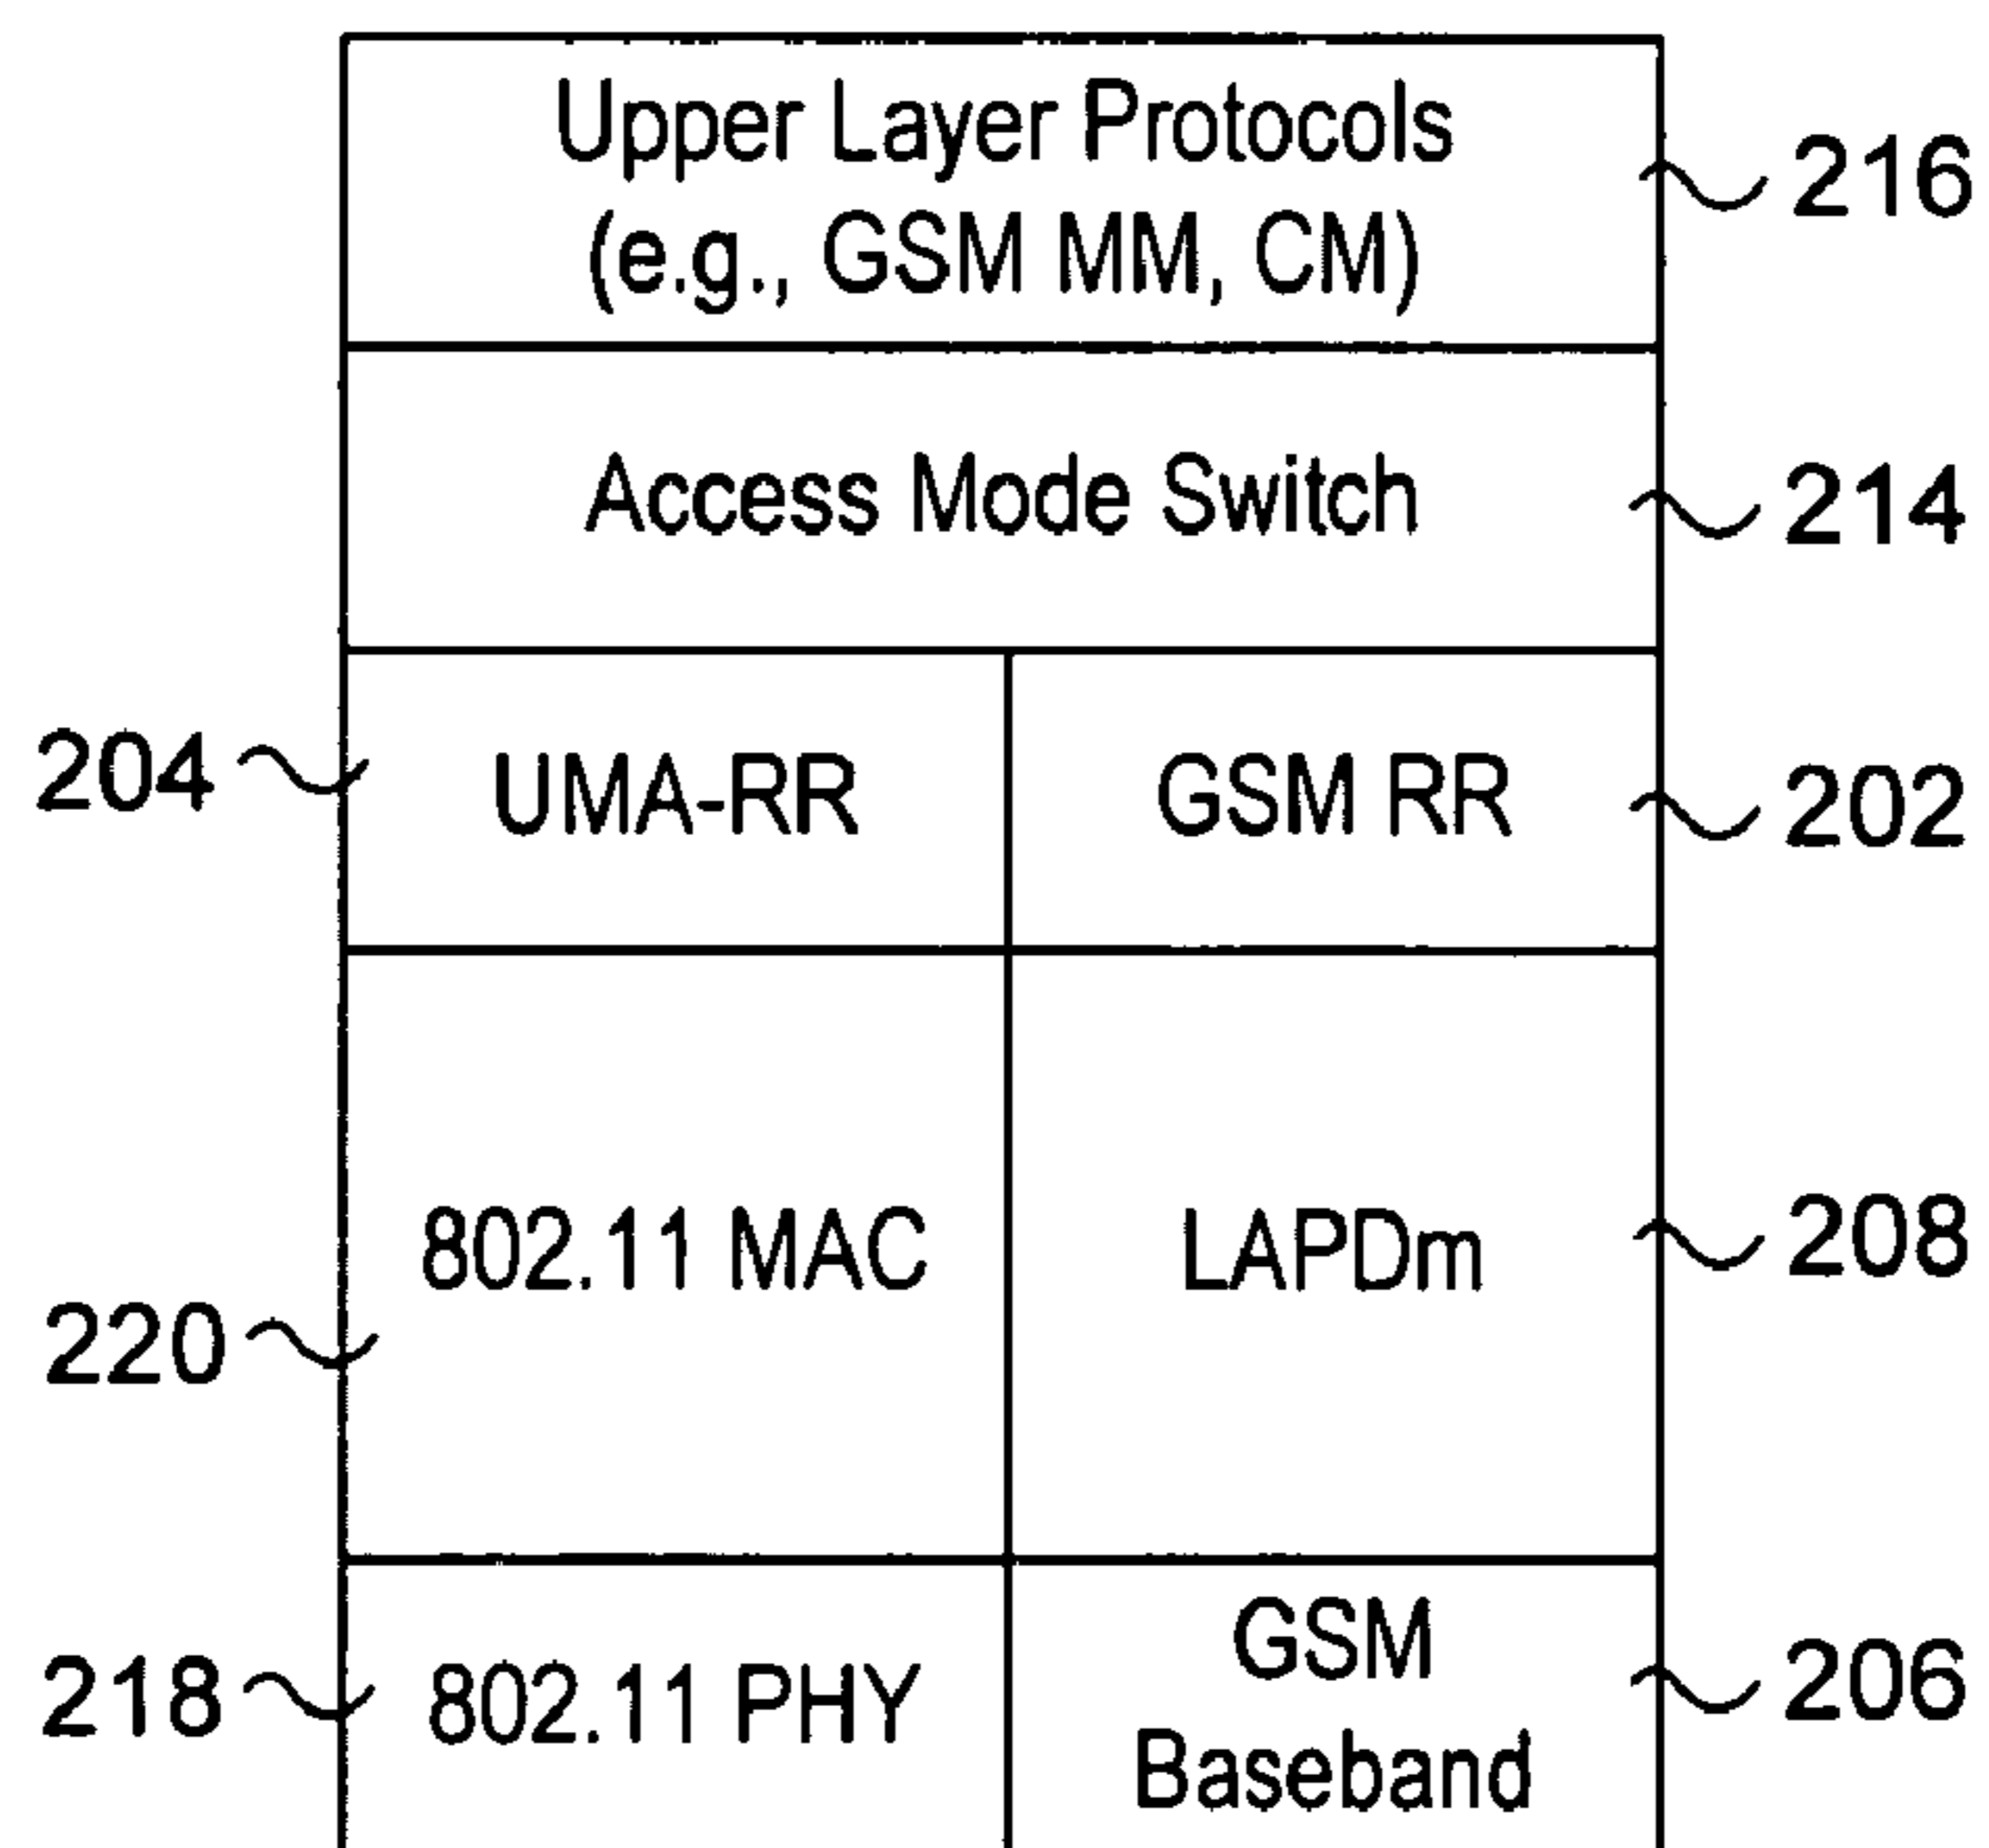 Upper Layer Protocols
(e.g., GSM MM, CM)
216
Access Mode Switch
214
204
UMA-RR
GSM RR
202
802.11 MAC
LAPDm
208
220
GSM
Baseband
206
218
802.11 PHY